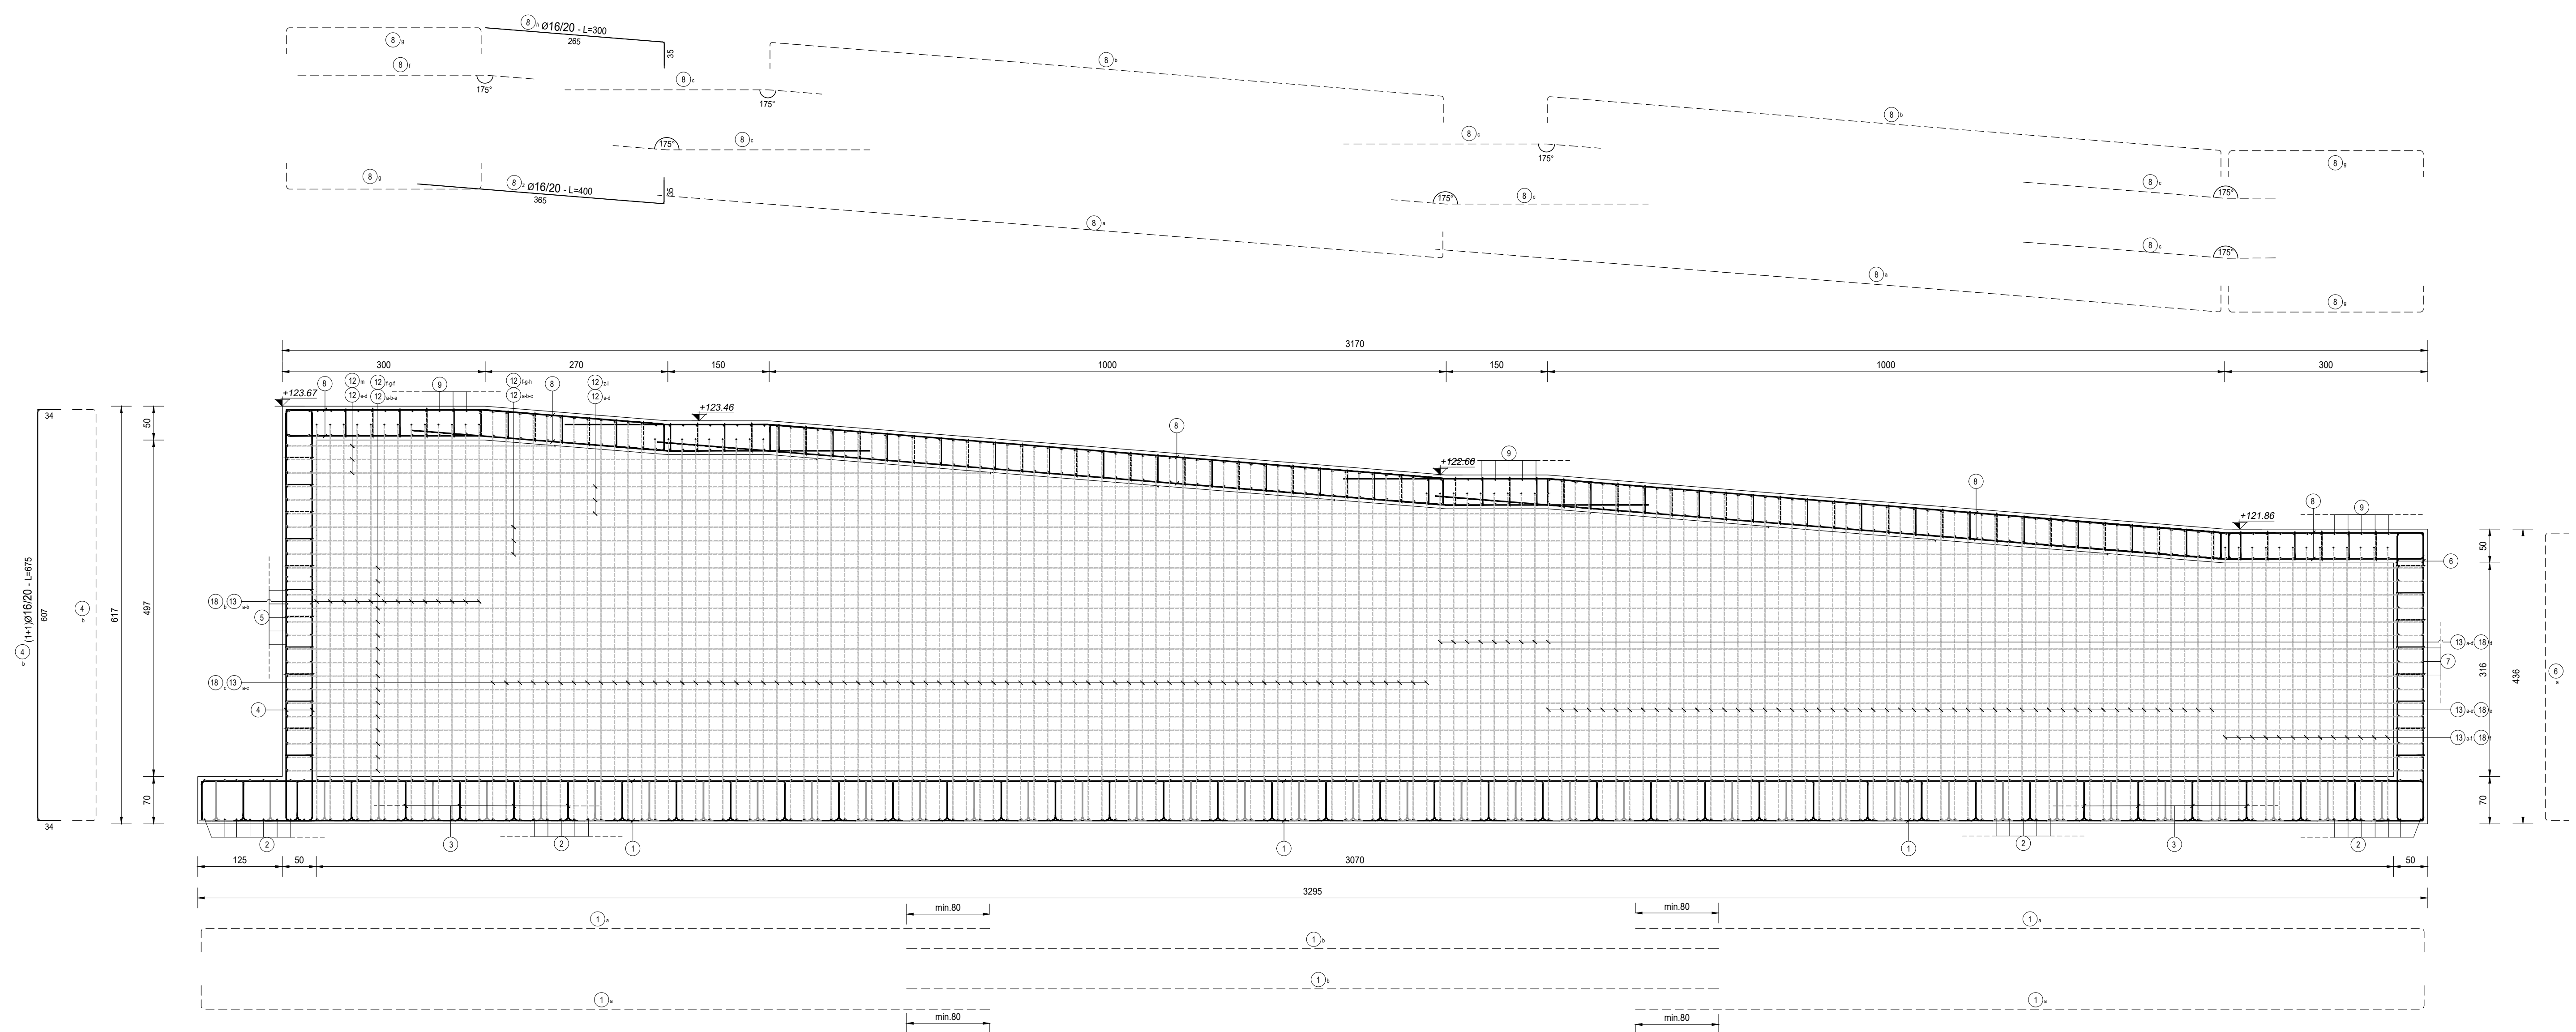 8 h Ø16/20 - L=300
265
35
8 g
8 f
175°
8 c
175°
8 b
8 b
175°
8 c
8 c
175°
8 g
8 g
8 z Ø16/20 - L=400
365
35
8 c
175°
8 c
175°
8 c
175°
8 a
8 a
8 g
3170
300 270 150 1000 150 1000 300
+123.67
8
12 m
12 a-d
12 f-g-f
12 a-b-a
9
12 f-g-h
12 a-b-c
8
12 z-i
12 a-d
+123.46
8
+122.66
9
8
+121.86
8
9
34
(1+1)Ø16/20 - L=675
607
4 b
4 b
34
617
50
497
70
18 b 13 a-b
5
18 c 13 a-c
4
6
13 a-d 18 d
7
13 a-e 18 e
13 a-f 18 f
50
316
70
436
6 a
2 3 2 1 1 1 2 3 2
125 50 3070 50
3295
min.80 min.80
1 a
1 a
1 b
1 b
1 a
1 a
min.80 min.80